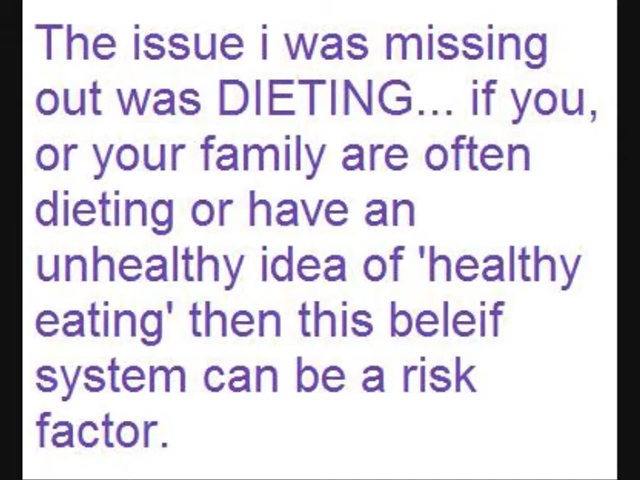 The issue i was missing
out was DIETING... if you,
or your family are often
dieting or have an
unhealthy idea of 'healthy
eating' then this beleif
system can be a risk
factor.